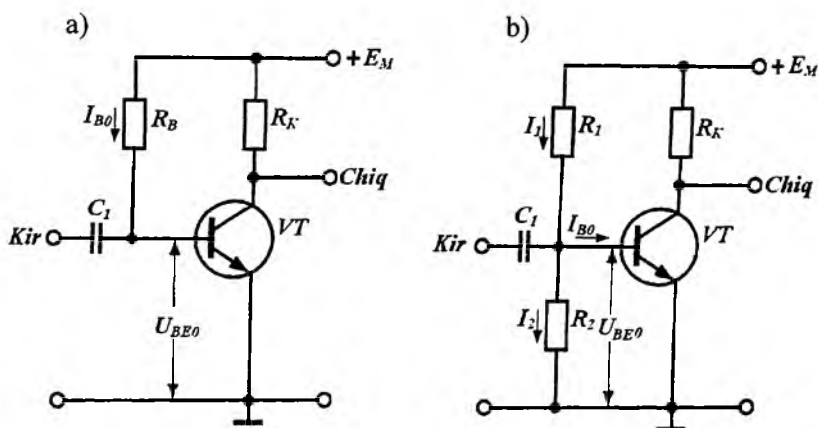 a)
+ E_M
I_B0
R_B
R_K
Chiq
C_1
Kir
VT
U_BE0
b)
+ E_M
I_1
R_1
R_K
Chiq
C_1
I_B0
Kir
VT
I_2
R_2
U_BE0